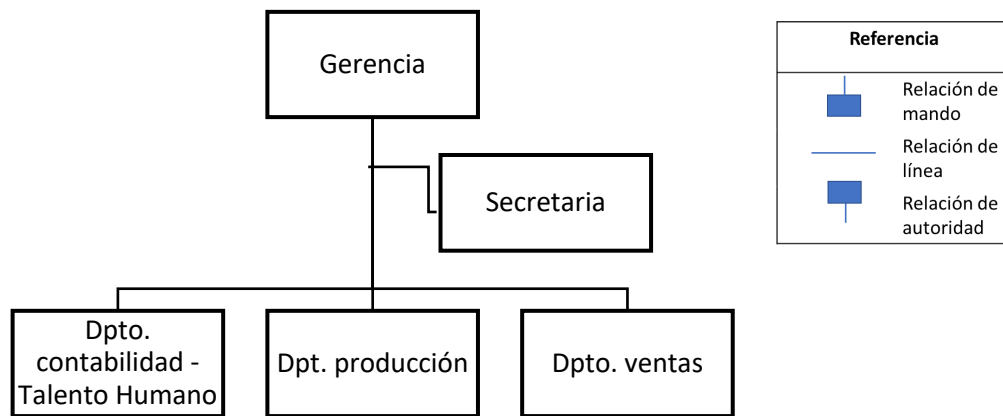 Gerencia
Secretaria
Dpto.
contabilidad -
Talento Humano
Dpt. producción
Dpto. ventas
Referencia
Relación de
mando
Relación de
línea
Relación de
autoridad